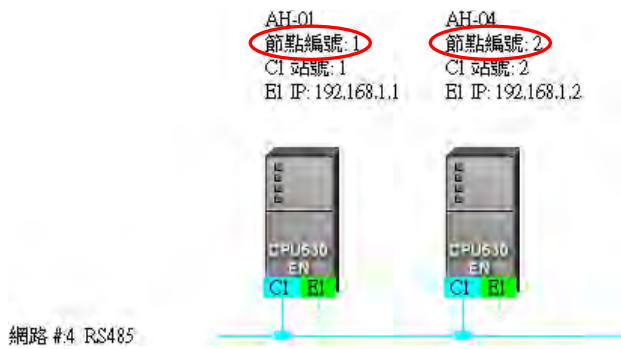 AH-01
節點編號: 1
C1 站號: 1
E1 IP: 192.168.1.1
AH-04
節點編號: 2
C1 站號: 2
E1 IP: 192.168.1.2
CPU530
EN
C1 E1
CPU530
EN
C1 E1
網路 #:4 RS485